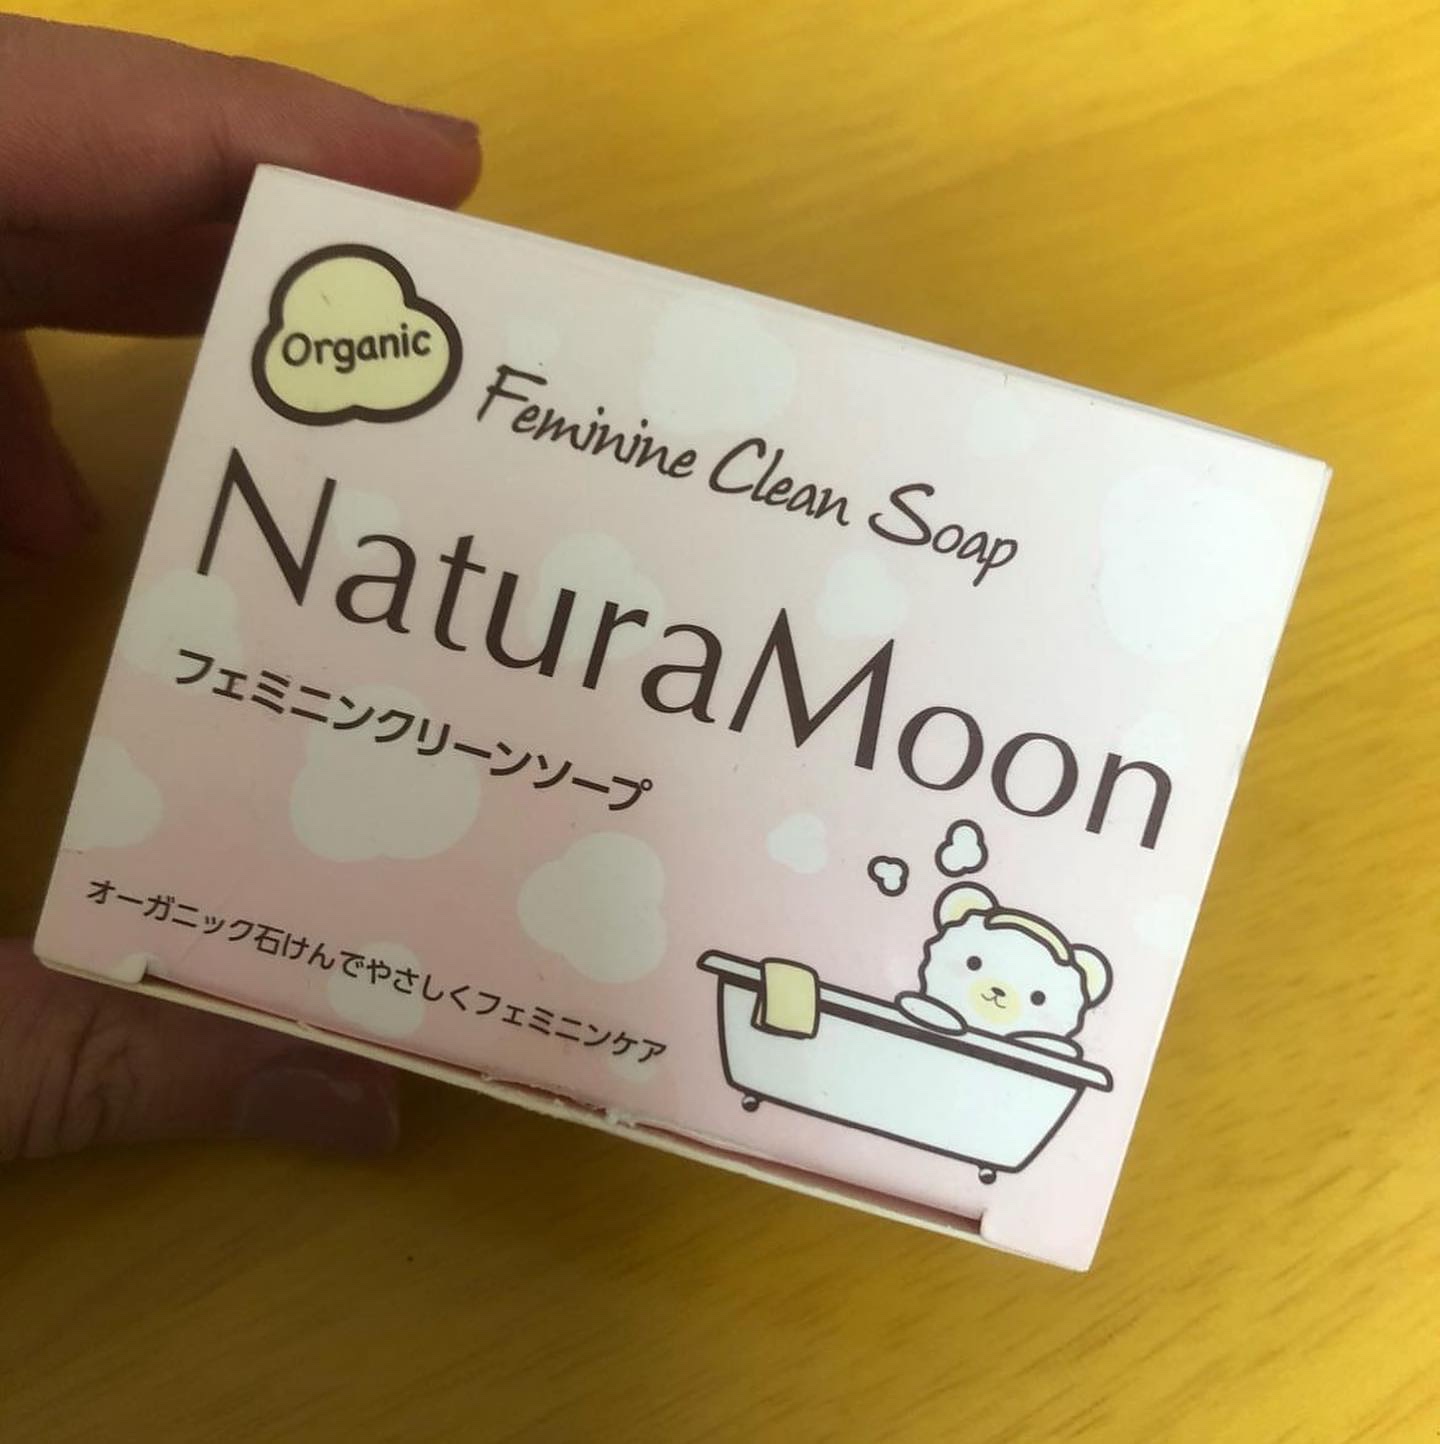 Organic
Feminine Clean Soap
NaturaMoon
フェミニンクリーンソープ
オーガニック石けんでやさしくフェミニンケア